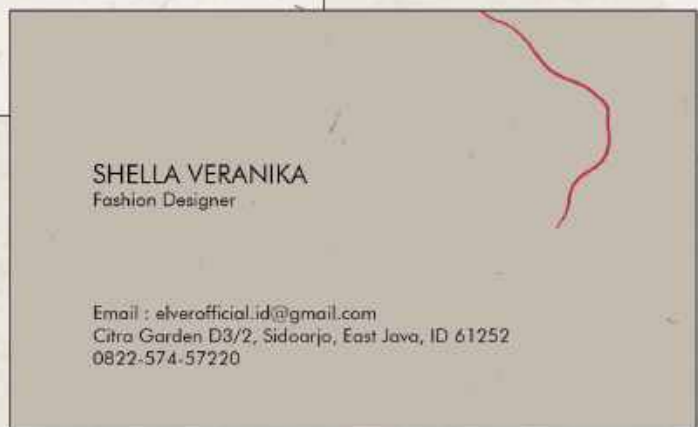 SHELLA VERANIKA
Fashion Designer
Email : elverofficial.id@gmail.com
Citra Garden D3/2, Sidoarjo, East Java, ID 61252
0822-574-57220